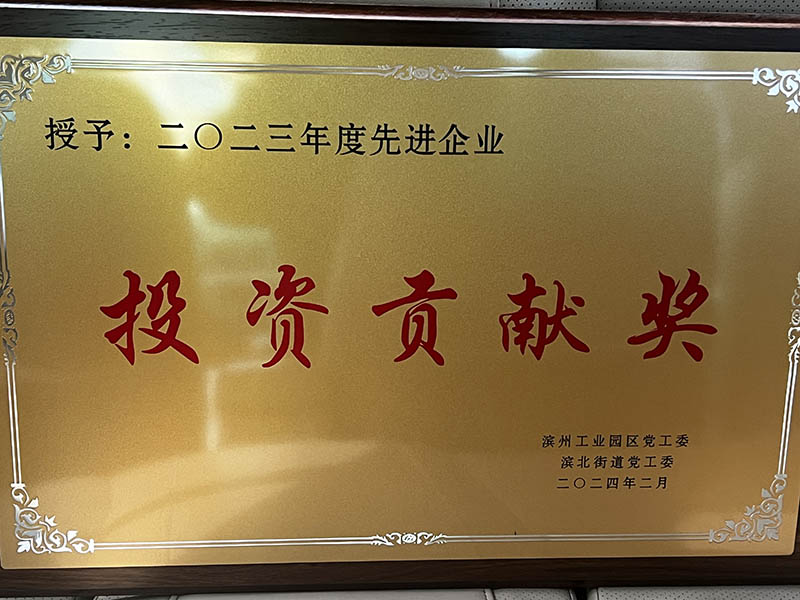 授予：二〇二三年度先进企业
投资贡献奖
滨州工业园区党工委
滨北街道党工委
二〇二四年二月